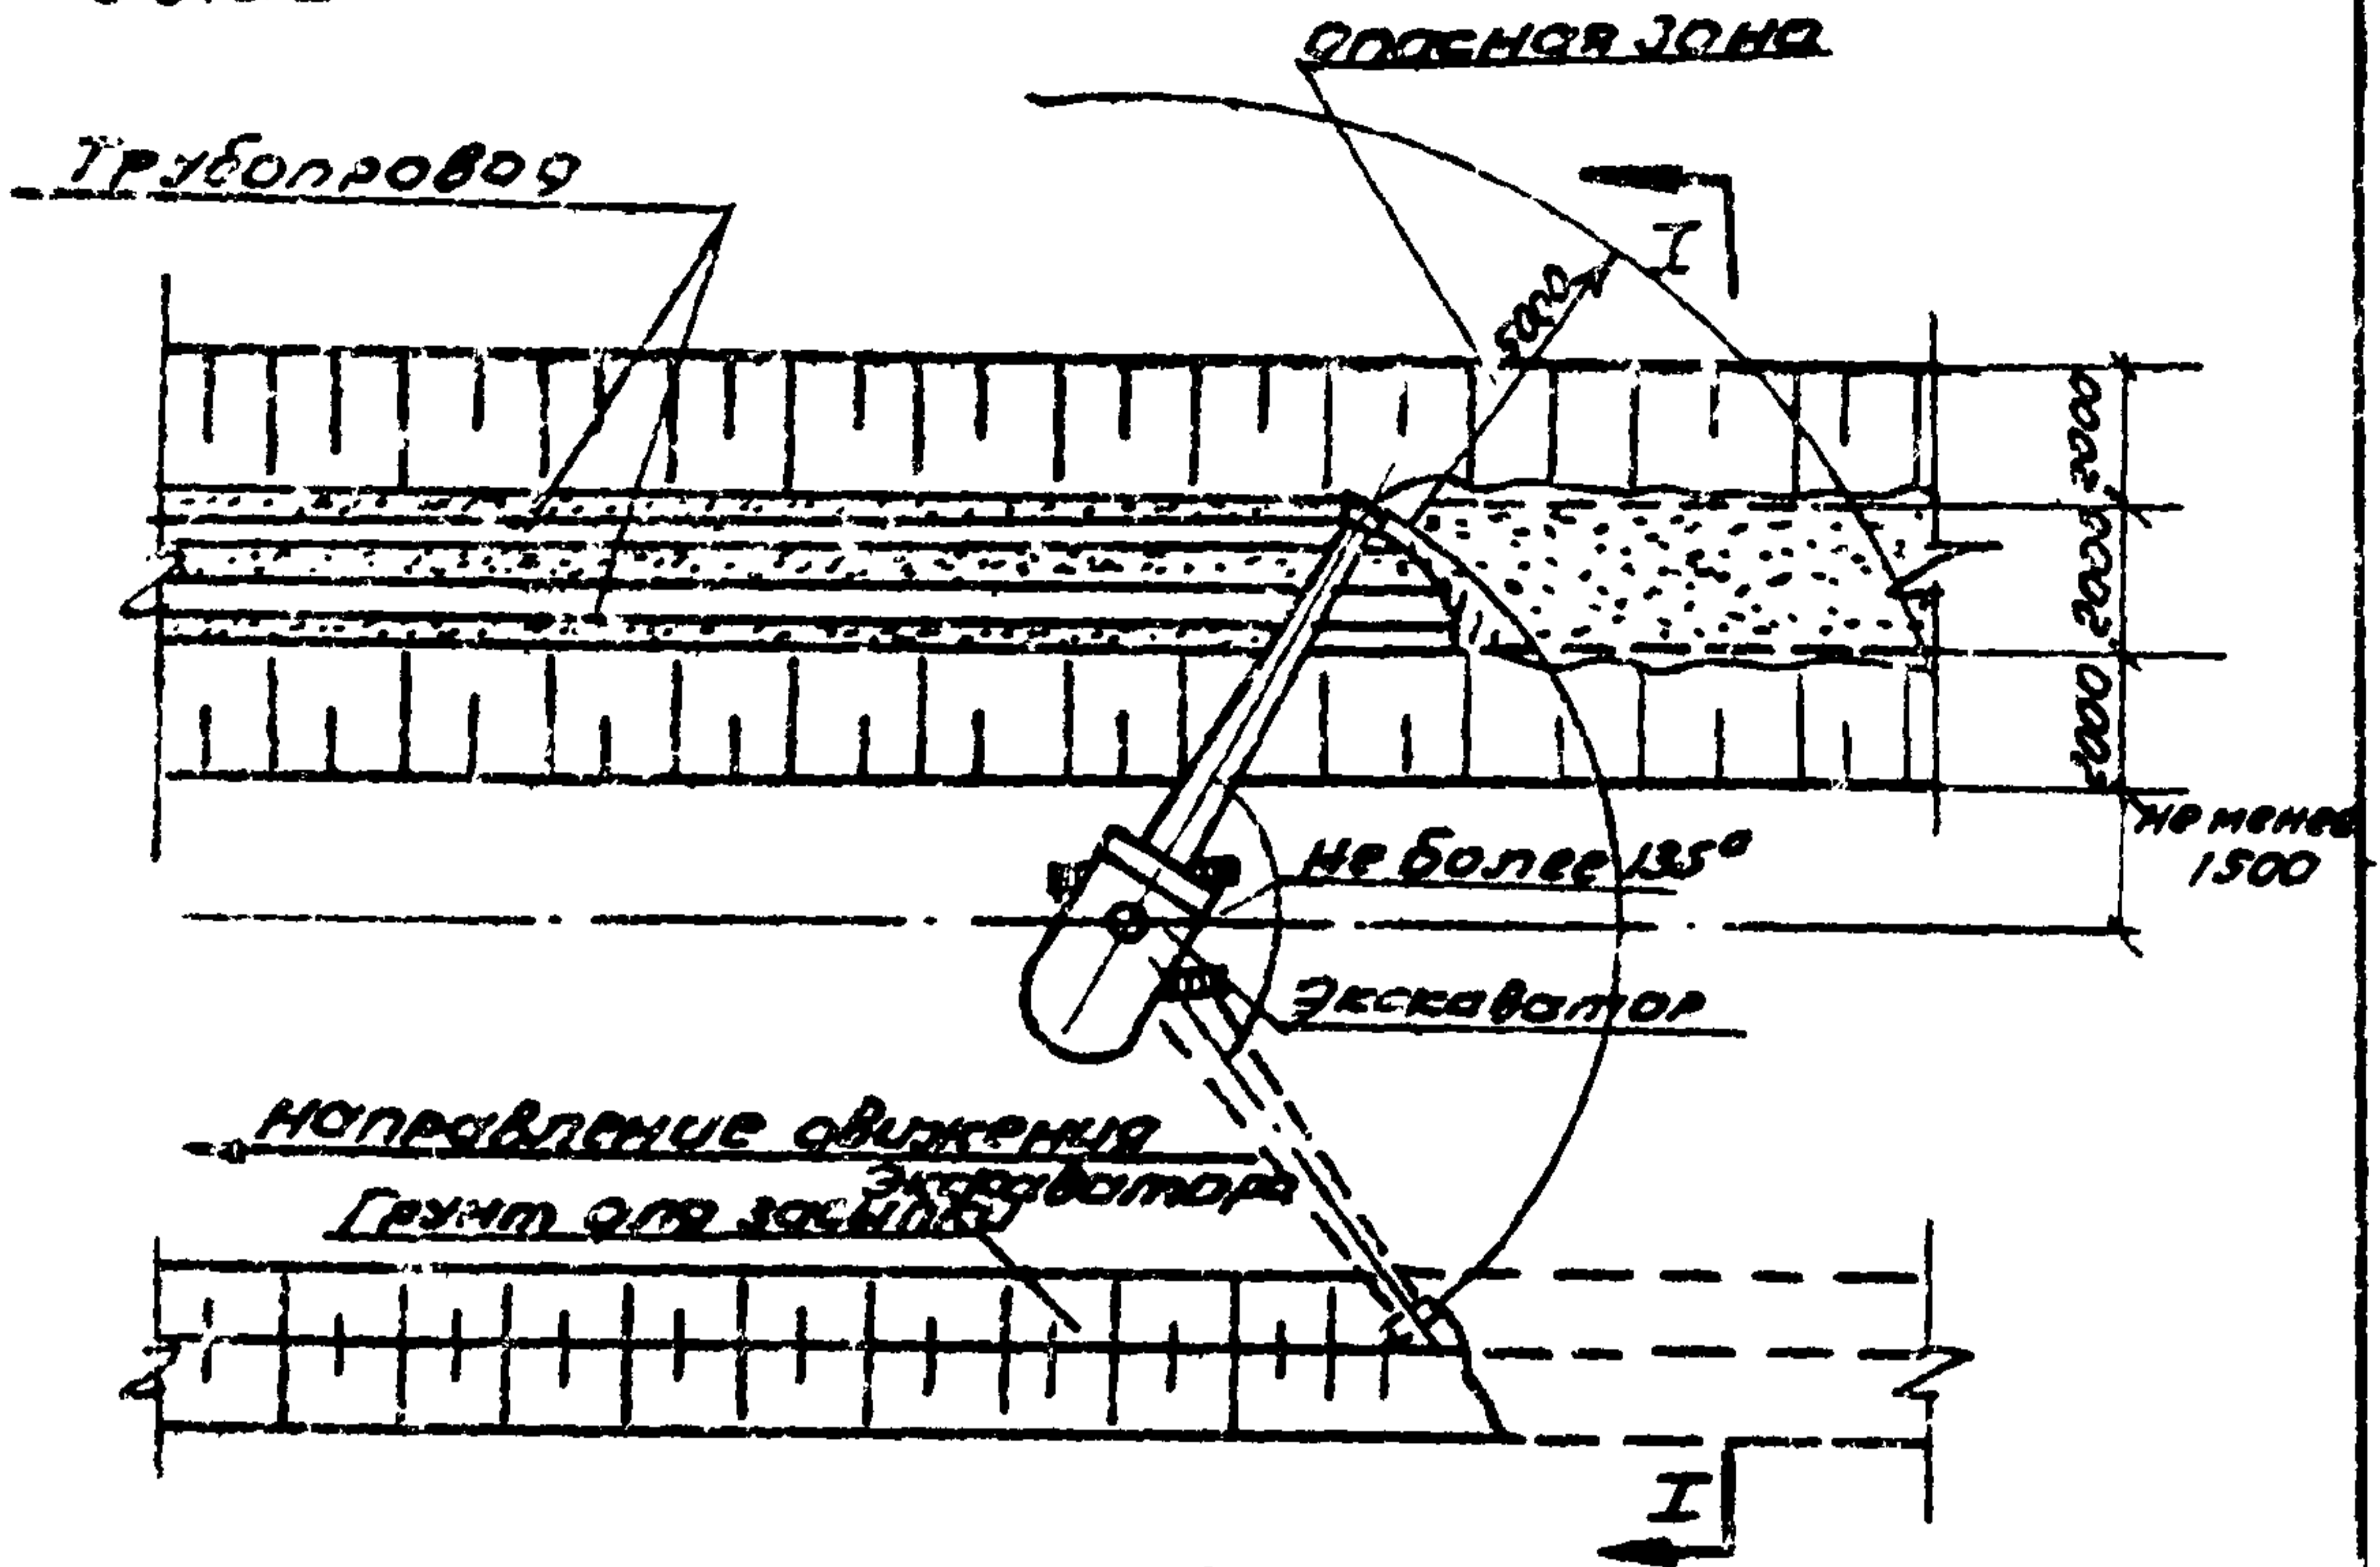 Опасная зона
Трубопровод
I
5000
2000
2000
2000
не менее
1500
Не более 135°
Экскаватор
Направление движения
экскаватора
Грунт для засыпки
I